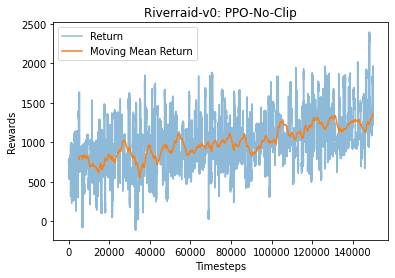 Riverraid-v0: PPO-No-Clip
Return
Moving Mean Return
Rewards
2500
2000
1500
1000
500
0
0 20000 40000 60000 80000 100000 120000 140000
Timesteps